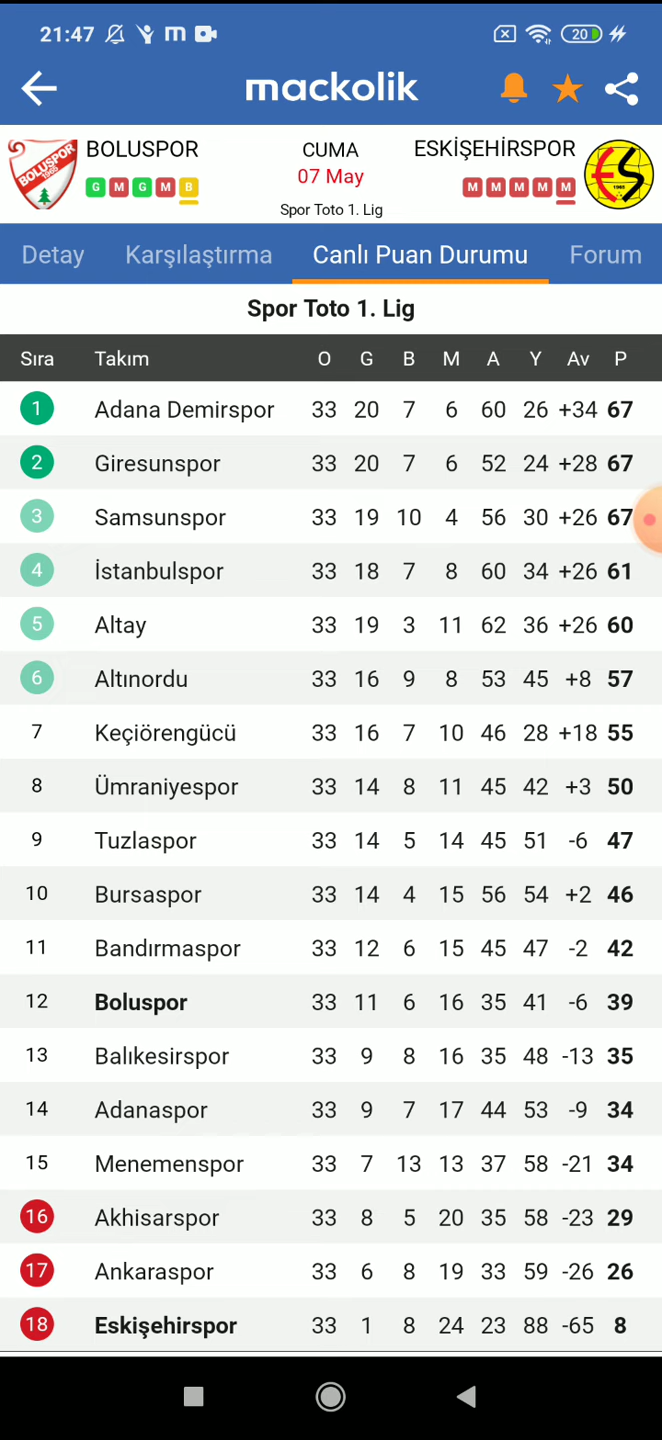 21:47 m 20
mackolik
BOLUSPOR CUMA ESKİŞEHİRSPOR
G M G M B 07 May M M M M M
Spor Toto 1. Lig
BOLUSPOR
1965
ES
1965
Detay Karşılaştırma Canlı Puan Durumu Forum
Spor Toto 1. Lig
Sıra Takım O G B M A Y Av P
1 Adana Demirspor 33 20 7 6 60 26 +34 67
2 Giresunspor 33 20 7 6 52 24 +28 67
3 Samsunspor 33 19 10 4 56 30 +26 67
4 İstanbulspor 33 18 7 8 60 34 +26 61
5 Altay 33 19 3 11 62 36 +26 60
6 Altınordu 33 16 9 8 53 45 +8 57
7 Keçiörengücü 33 16 7 10 46 28 +18 55
8 Ümraniyespor 33 14 8 11 45 42 +3 50
9 Tuzlaspor 33 14 5 14 45 51 -6 47
10 Bursaspor 33 14 4 15 56 54 +2 46
11 Bandırmaspor 33 12 6 15 45 47 -2 42
12 Boluspor 33 11 6 16 35 41 -6 39
13 Balıkesirspor 33 9 8 16 35 48 -13 35
14 Adanaspor 33 9 7 17 44 53 -9 34
15 Menemenspor 33 7 13 13 37 58 -21 34
16 Akhisarspor 33 8 5 20 35 58 -23 29
17 Ankaraspor 33 6 8 19 33 59 -26 26
18 Eskişehirspor 33 1 8 24 23 88 -65 8